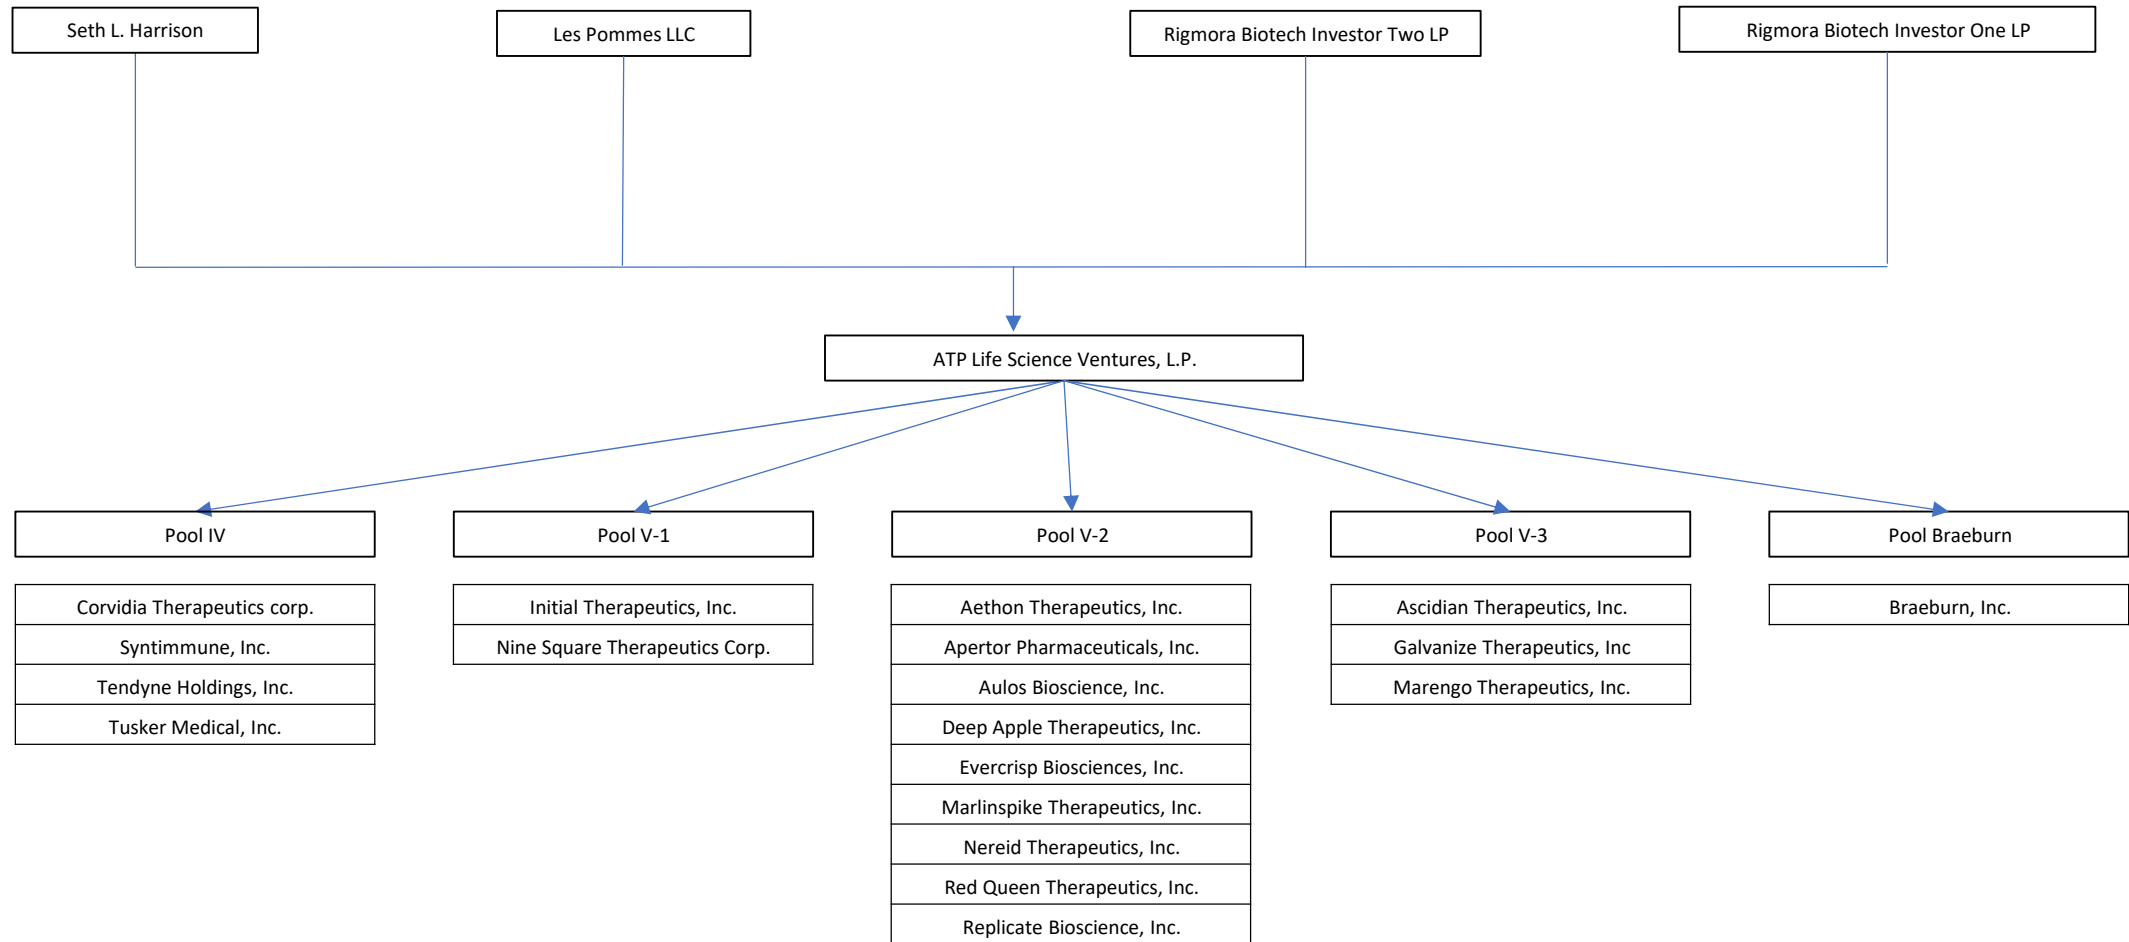 Seth L. Harrison
Les Pommes LLC
Rigmora Biotech Investor Two LP
Rigmora Biotech Investor One LP
ATP Life Science Ventures, L.P.
Pool IV
Pool V-1
Pool V-2
Pool V-3
Pool Braeburn
Corvidia Therapeutics corp.
Syntimmune, Inc.
Tendyne Holdings, Inc.
Tusker Medical, Inc.
Initial Therapeutics, Inc.
Nine Square Therapeutics Corp.
Aethon Therapeutics, Inc.
Apertor Pharmaceuticals, Inc.
Aulos Bioscience, Inc.
Deep Apple Therapeutics, Inc.
Evercrisp Biosciences, Inc.
Marlinspike Therapeutics, Inc.
Nereid Therapeutics, Inc.
Red Queen Therapeutics, Inc.
Replicate Bioscience, Inc.
Ascidian Therapeutics, Inc.
Galvanize Therapeutics, Inc
Marengo Therapeutics, Inc.
Braeburn, Inc.